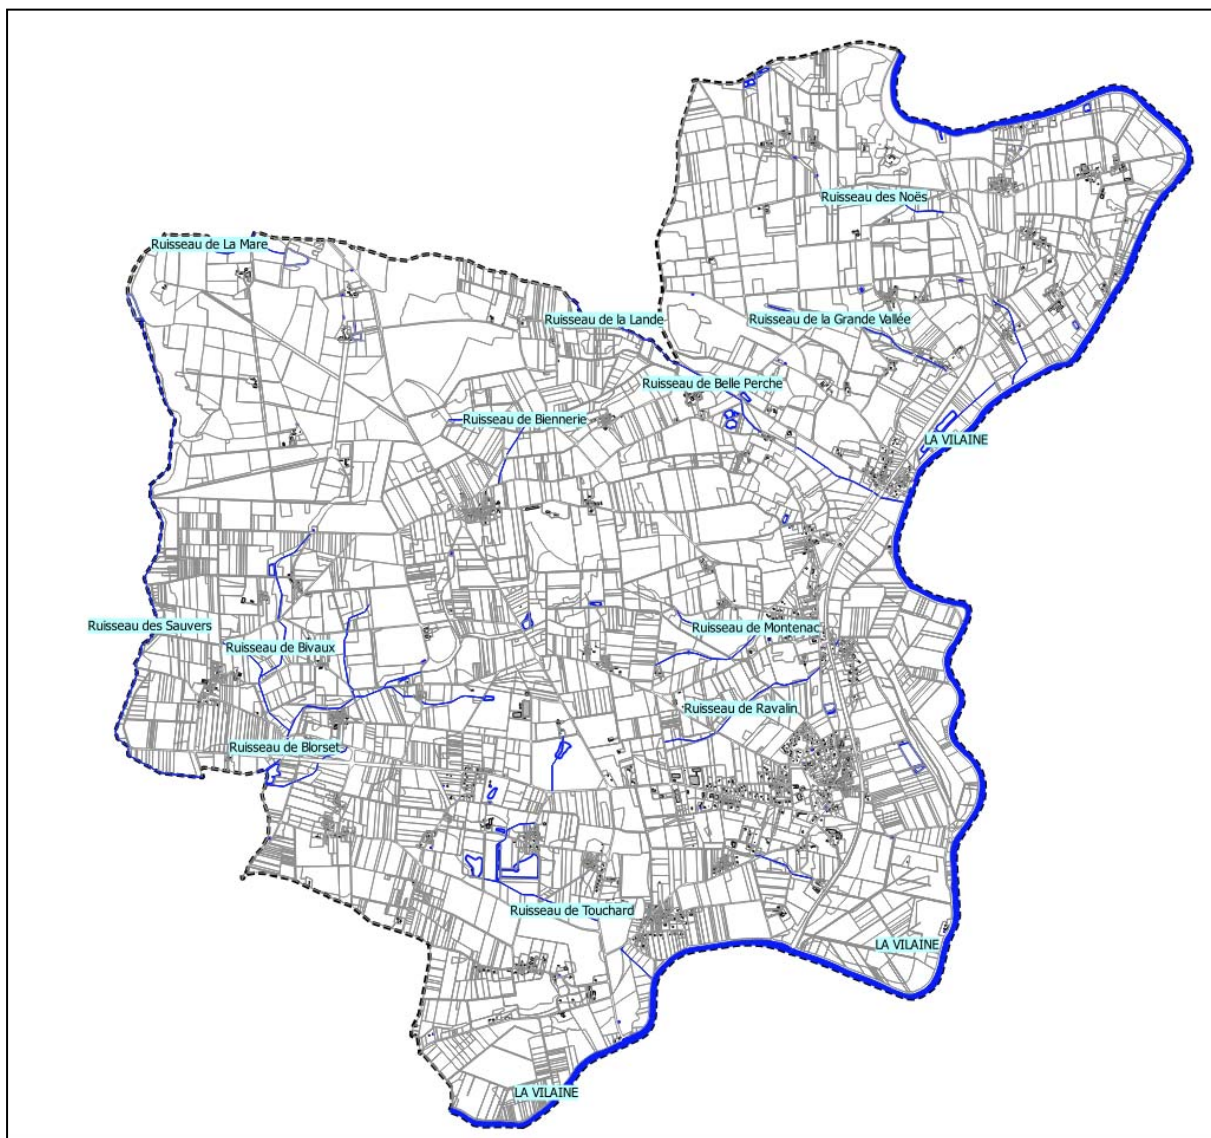 Ruisseau des Noës
Ruisseau de La Mare
Ruisseau de la Lande
Ruisseau de la Grande Vallée
Ruisseau de Belle Perche
Ruisseau de Biennerie
LA VILAINE
Ruisseau des Sauvers
Ruisseau de Montenac
Ruisseau de Bivaux
Ruisseau de Ravalin
Ruisseau de Blorset
Ruisseau de Touchard
LA VILAINE
LA VILAINE